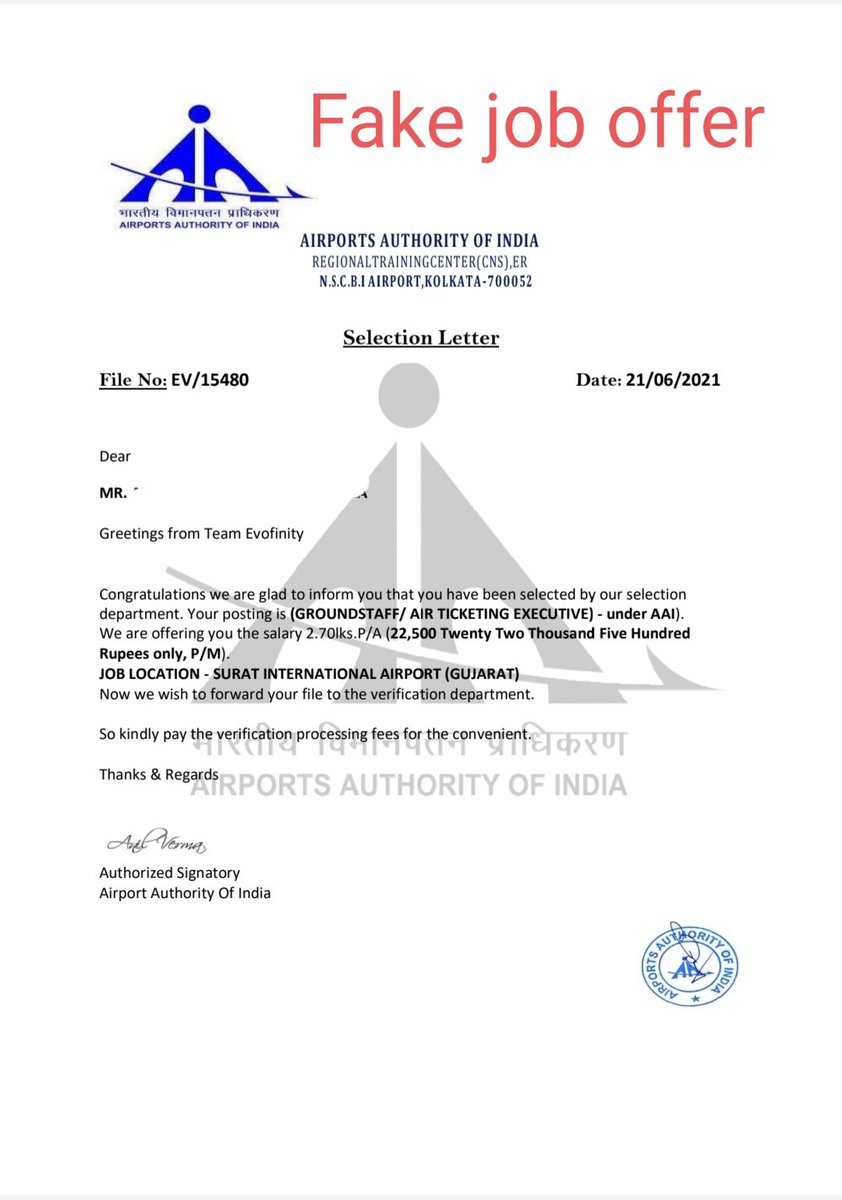 Fake job offer
भारतीय विमानपत्तन प्राधिकरण
AIRPORTS AUTHORITY OF INDIA
AIRPORTS AUTHORITY OF INDIA
REGIONALTRAININGCENTER(CNS),ER
N.S.C.B.I AIRPORT,KOLKATA-700052
Selection Letter
File No: EV/15480 Date: 21/06/2021
Dear
MR.
Greetings from Team Evofinity
Congratulations we are glad to inform you that you have been selected by our selection
department. Your posting is (GROUNDSTAFF/ AIR TICKETING EXECUTIVE) - under AAI).
We are offering you the salary 2.70lks.P/A (22,500 Twenty Two Thousand Five Hundred
Rupees only, P/M).
JOB LOCATION - SURAT INTERNATIONAL AIRPORT (GUJARAT)
Now we wish to forward your file to the verification department.
So kindly pay the verification processing fees for the convenient.
भारतीय विमानपत्तन प्राधिकरण
Thanks & Regards
AIRPORTS AUTHORITY OF INDIA
Authorized Signatory
Airport Authority Of India
AIRPORTS AUTHORITY OF INDIA